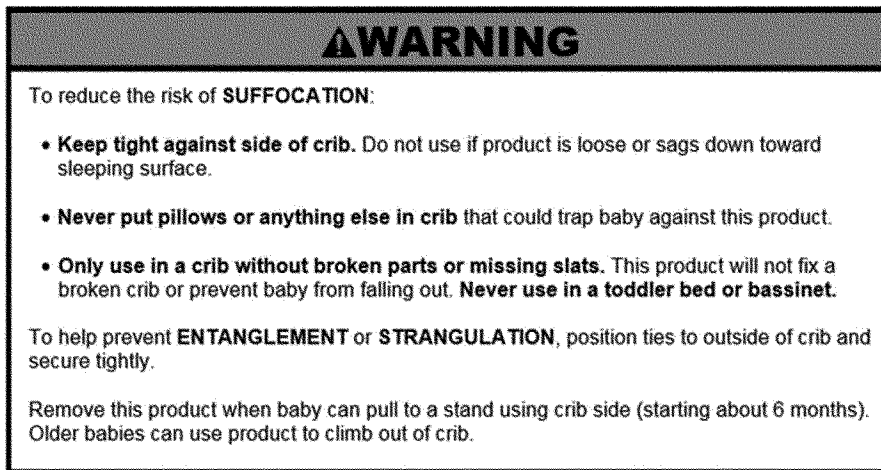 ⚠WARNING
To reduce the risk of SUFFOCATION:
• Keep tight against side of crib. Do not use if product is loose or sags down toward
sleeping surface.
• Never put pillows or anything else in crib that could trap baby against this product.
• Only use in a crib without broken parts or missing slats. This product will not fix a
broken crib or prevent baby from falling out. Never use in a toddler bed or bassinet.
To help prevent ENTANGLEMENT or STRANGULATION, position ties to outside of crib and
secure tightly.
Remove this product when baby can pull to a stand using crib side (starting about 6 months).
Older babies can use product to climb out of crib.